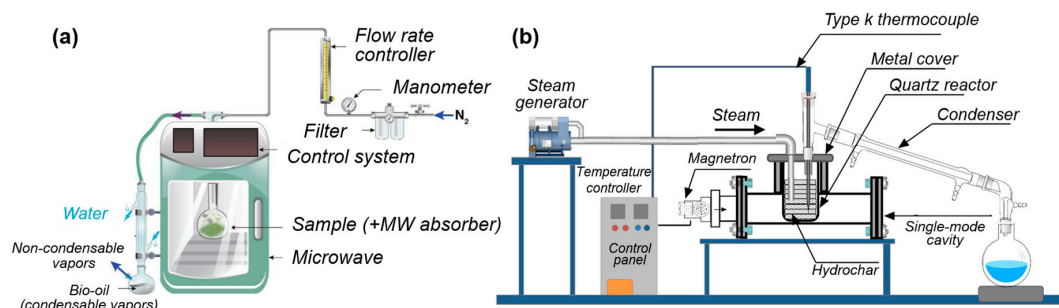 (a)
Flow rate
controller
Manometer
N2
Filter
Control system
Water
Sample (+MW absorber)
Microwave
Non-condensable
vapors
Bio-oil
(condensable vapors)
(b)
Type k thermocouple
Metal cover
Quartz reactor
Steam
generator
Steam
Condenser
Magnetron
Temperature
controller
Control
panel
Single-mode
cavity
Hydrochar